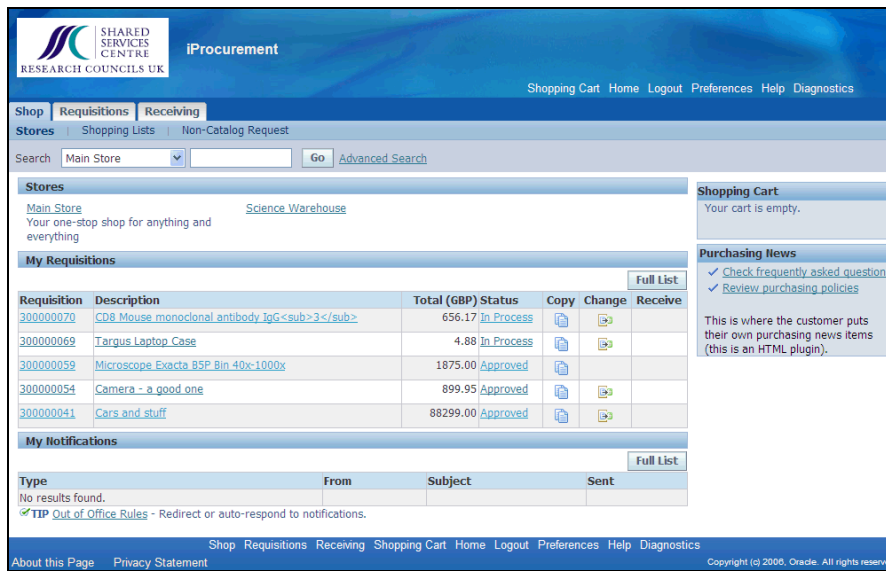 SHARED
SERVICES
CENTRE
RESEARCH COUNCILS UK
iProcurement
Shopping Cart Home Logout Preferences Help Diagnostics
Shop Requisitions Receiving
Stores | Shopping Lists | Non-Catalog Request
Search Main Store Go Advanced Search
Stores
Main Store Science Warehouse
Your one-stop shop for anything and
everything
Shopping Cart
Your cart is empty.
My Requisitions
Full List
Requisition Description Total (GBP) Status Copy Change Receive
300000070 CD8 Mouse monoclonal antibody IgG<sub>3</sub> 656.17 In Process
300000069 Targus Laptop Case 4.88 In Process
300000059 Microscope Exacta B5P Bin 40x-1000x 1875.00 Approved
300000054 Camera - a good one 899.95 Approved
300000041 Cars and stuff 88299.00 Approved
Purchasing News
Check frequently asked question
Review purchasing policies
This is where the customer puts
their own purchasing news items
(this is an HTML plugin).
My Notifications
Full List
Type From Subject Sent
No results found.
TIP Out of Office Rules - Redirect or auto-respond to notifications.
Shop Requisitions Receiving Shopping Cart Home Logout Preferences Help Diagnostics
About this Page Privacy Statement Copyright (c) 2006, Oracle. All rights reserv